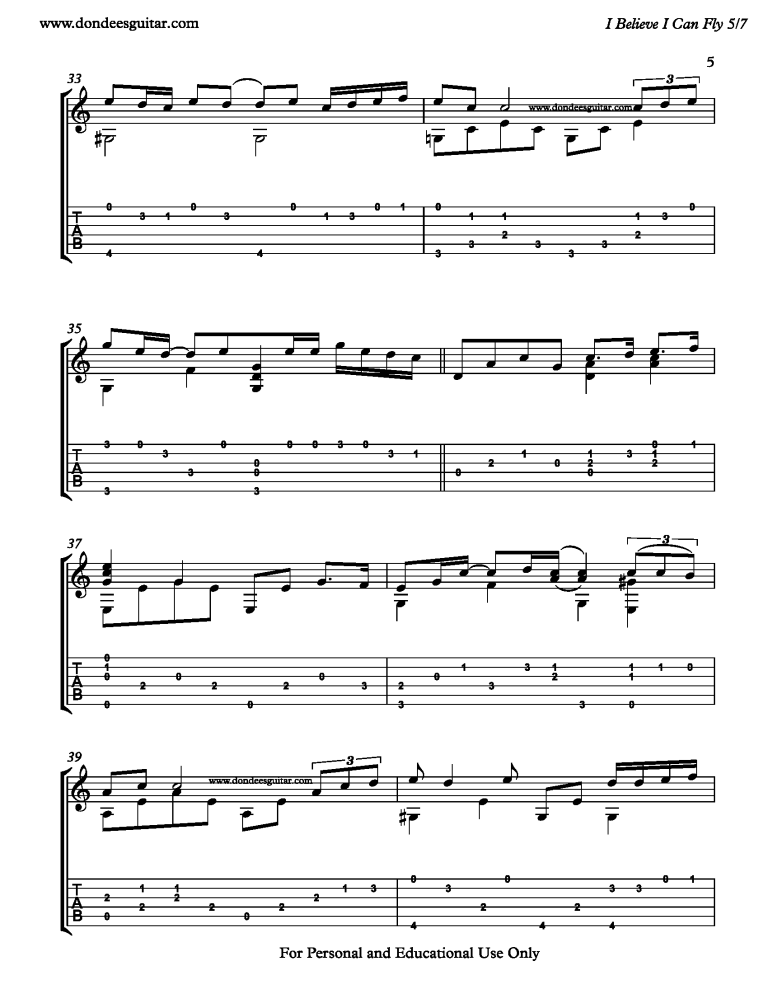 www.dondeesguitar.com
I Believe I Can Fly 5/7
5
33
3
www.dondeesguitar.com
T A B
0 3 1 0 3 0 1 3 0 1 0 1 1 1 3 0
2 2
3 3 3
4 4 3 3
35
T A B
3 0 0 0 0 3 0 0 1
3 3 1 1 1 3 1
0 2 0 2 2
3 0 0 0
3 3
37
3
T A B
0
1 1 3 1 1 1 0
0 0 0 0 2 1
2 2 2 3 2 3
0 0 3 3 0
39
www.dondeesguitar.com
3 
T A B
0 0 0 1
1 1 1 3 3 3 3
2 2 2
2 2 2 2
0 0
4 4 4
For Personal and Educational Use Only